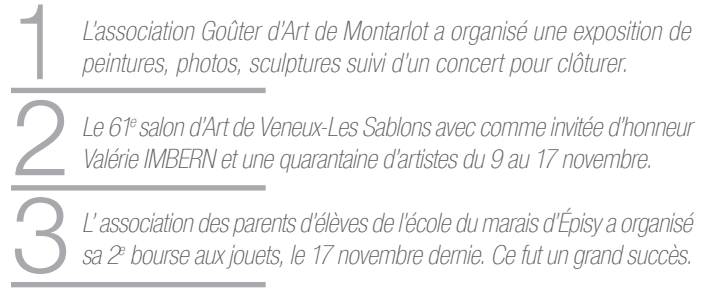 1
L'association Goûter d'Art de Montarlot a organisé une exposition de
peintures, photos, sculptures suivi d'un concert pour clôturer.
2
Le 61e salon d'Art de Veneux-Les Sablons avec comme invitée d'honneur
Valérie IMBERN et une quarantaine d'artistes du 9 au 17 novembre.
3
L' association des parents d'élèves de l'école du marais d'Épisy a organisé
sa 2e bourse aux jouets, le 17 novembre dernie. Ce fut un grand succès.